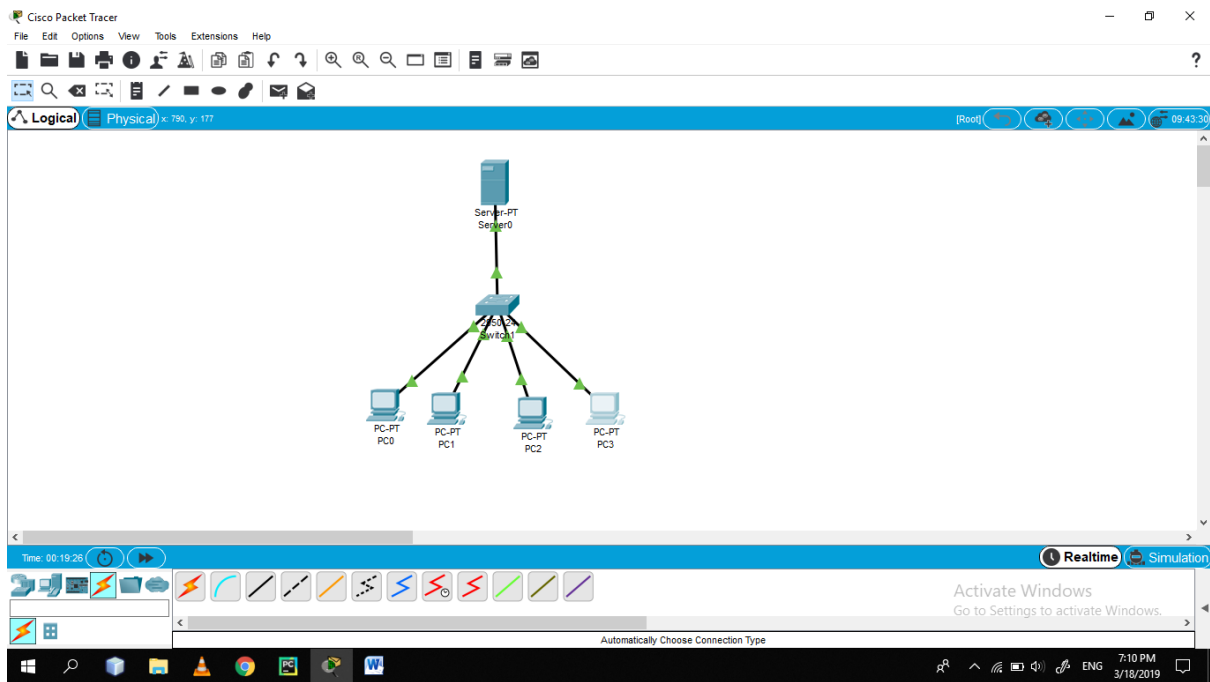 Cisco Packet Tracer
File Edit Options View Tools Extensions Help
?
Logical Physical x: 790, y: 177 [Root] 09:43:30
Server-PT
Server0
2950-24
Switch1
PC-PT
PC0
PC-PT
PC1
PC-PT
PC2
PC-PT
PC3
Time: 00:19:26 Realtime Simulation
Activate Windows
Go to Settings to activate Windows.
Automatically Choose Connection Type
ENG 7:10 PM
3/18/2019